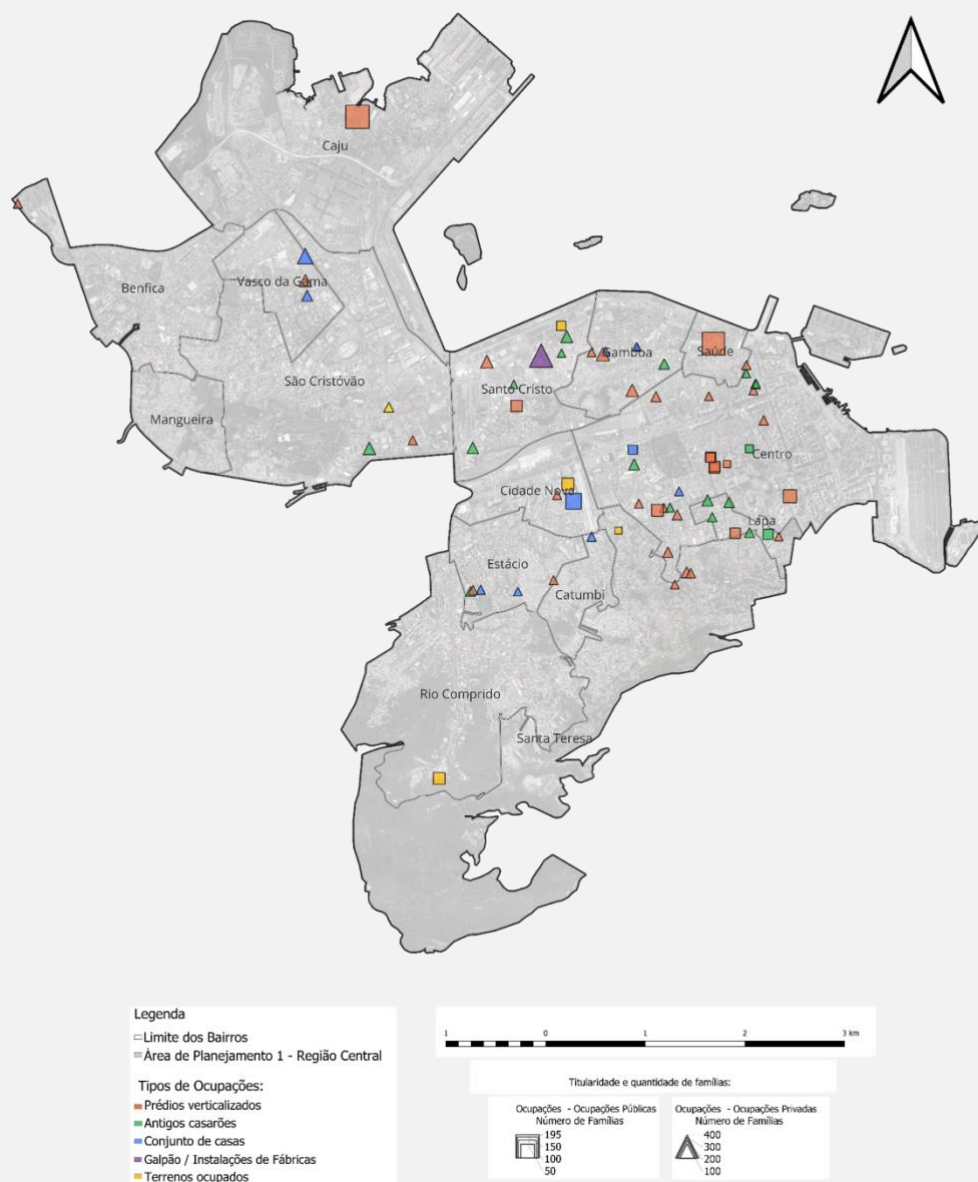 Caju
Benfica
Vasco da Gama
São Cristóvão
Mangueira
Santo Cristo
Gamboa
Saúde
Centro
Cidade Nova
Lapa
Estácio
Catumbi
Rio Comprido
Santa Teresa
Legenda
Limite dos Bairros
Área de Planejamento 1 - Região Central
Tipos de Ocupações:
Prédios verticalizados
Antigos casarões
Conjunto de casas
Galpão / Instalações de Fábricas
Terrenos ocupados
1 0 1 2 3 km
Titularidade e quantidade de famílias:
Ocupações - Ocupações Públicas
Número de Famílias
195
150
100
50
Ocupações - Ocupações Privadas
Número de Famílias
400
300
200
100